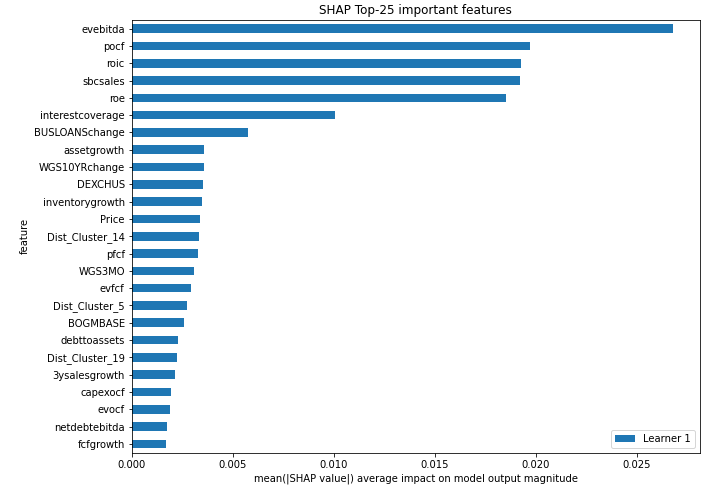 SHAP Top-25 important features
evebitda
pocf
roic
sbcsales
roe
interestcoverage
BUSLOANSchange
assetgrowth
WGS10YRchange
DEXCHUS
inventorygrowth
Price
Dist_Cluster_14
pfcf
WGS3MO
evfcf
Dist_Cluster_5
BOGMBASE
debttoassets
Dist_Cluster_19
3ysalesgrowth
capexocf
evocf
netdebtebitda
fcfgrowth
feature
Learner 1
0.000 0.005 0.010 0.015 0.020 0.025
mean(|SHAP value|) average impact on model output magnitude